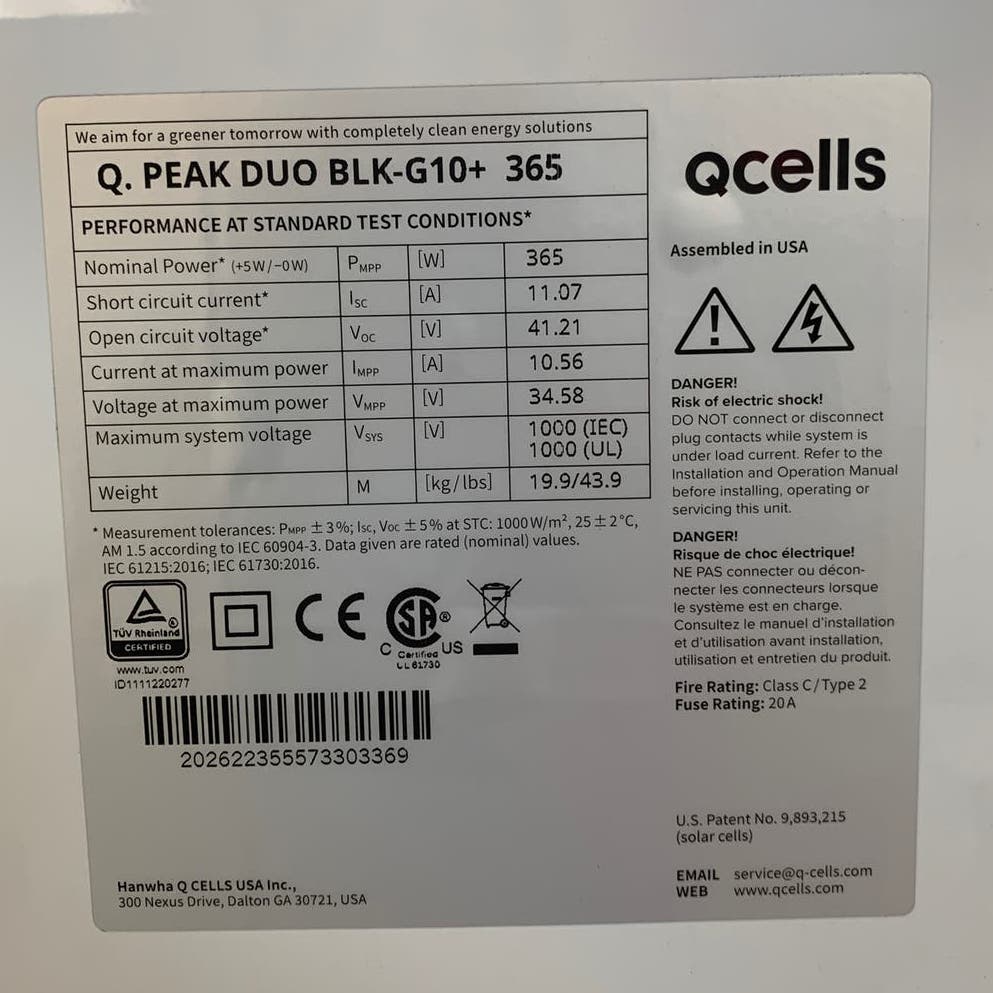 We aim for a greener tomorrow with completely clean energy solutions
Q. PEAK DUO BLK-G10+ 365
PERFORMANCE AT STANDARD TEST CONDITIONS*
Nominal Power* (+5W/−0W) PMPP [W] 365
Short circuit current* ISC [A] 11.07
Open circuit voltage* VOC [V] 41.21
Current at maximum power IMPP [A] 10.56
Voltage at maximum power VMPP [V] 34.58
Maximum system voltage VSYS [V] 1000 (IEC)
1000 (UL)
Weight M [kg/lbs] 19.9/43.9
* Measurement tolerances: PMPP ± 3%; ISC, VOC ± 5% at STC: 1000 W/m², 25 ± 2 °C,
AM 1.5 according to IEC 60904-3. Data given are rated (nominal) values.
IEC 61215:2016; IEC 61730:2016.
TÜV Rheinland
CERTIFIED
www.tuv.com
ID1111220277
CE
SA®
C US
Certified
UL 61730
202622355573303369
Hanwha Q CELLS USA Inc.,
300 Nexus Drive, Dalton GA 30721, USA
Qcells
Assembled in USA
DANGER!
Risk of electric shock!
DO NOT connect or disconnect
plug contacts while system is
under load current. Refer to the
Installation and Operation Manual
before installing, operating or
servicing this unit.
DANGER!
Risque de choc électrique!
NE PAS connecter ou décon-
necter les connecteurs lorsque
le système est en charge.
Consultez le manuel d'installation
et d'utilisation avant installation,
utilisation et entretien du produit.
Fire Rating: Class C / Type 2
Fuse Rating: 20 A
U.S. Patent No. 9,893,215
(solar cells)
EMAIL service@q-cells.com
WEB www.qcells.com